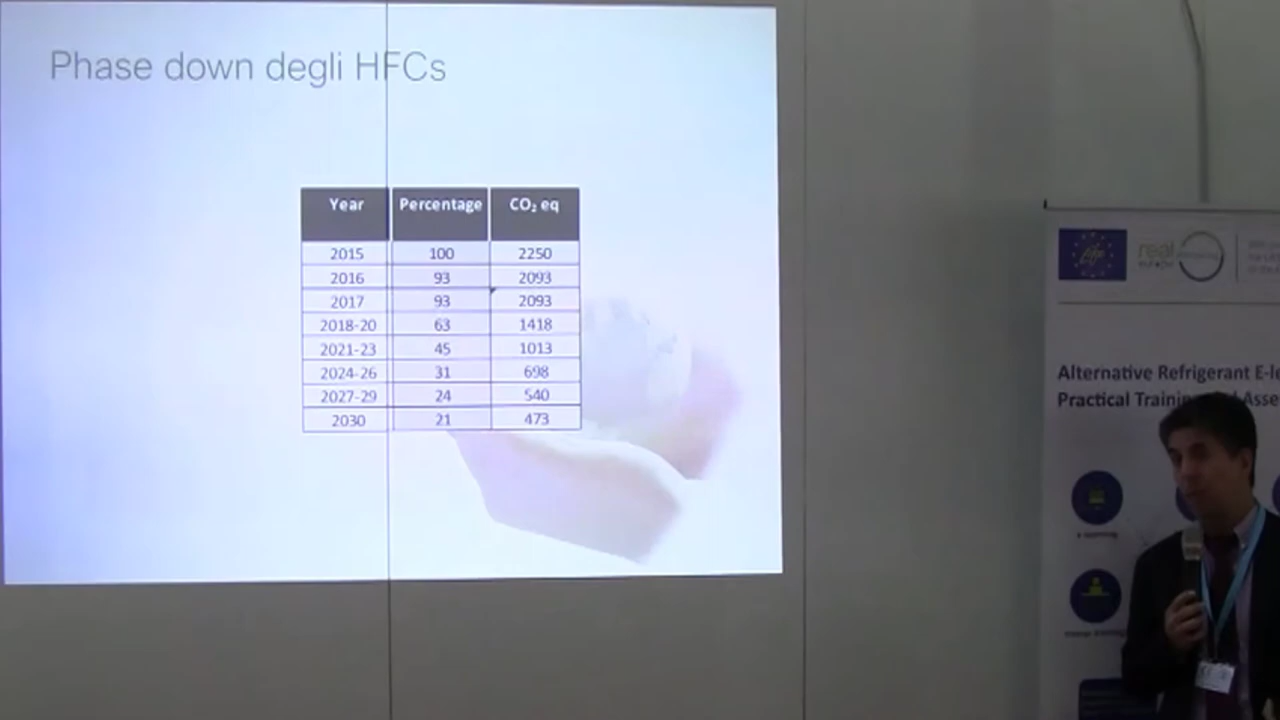 Phase down degli HFCs
Year Percentage CO₂ eq
2015 100 2250
2016 93 2093
2017 93 2093
2018-20 63 1418
2021-23 45 1013
2024-26 31 698
2027-29 24 540
2030 21 473
real
Alternative Refrigerant E-le
Practical Training